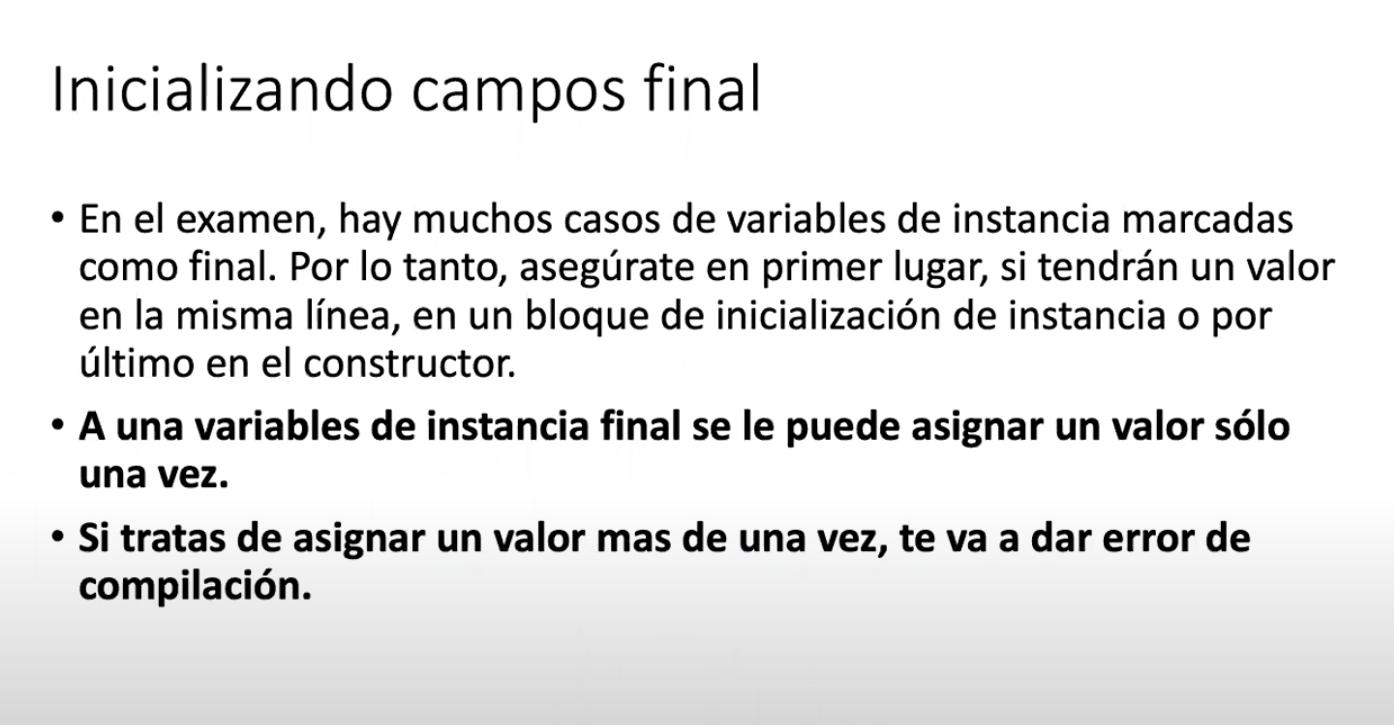 Inicializando campos final
• En el examen, hay muchos casos de variables de instancia marcadas
como final. Por lo tanto, asegúrate en primer lugar, si tendrán un valor
en la misma línea, en un bloque de inicialización de instancia o por
último en el constructor.
• A una variables de instancia final se le puede asignar un valor sólo
una vez.
• Si tratas de asignar un valor mas de una vez, te va a dar error de
compilación.